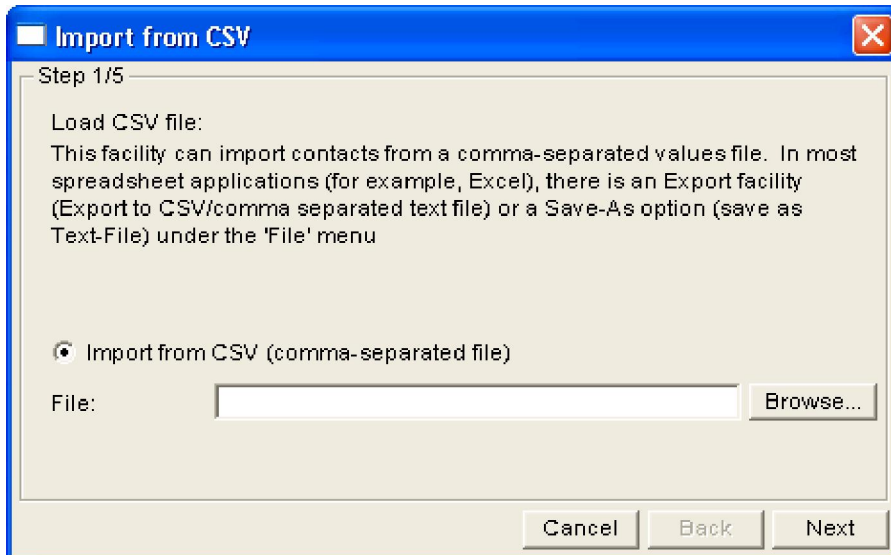 Import from CSV
Step 1/5
Load CSV file:
This facility can import contacts from a comma-separated values file. In most
spreadsheet applications (for example, Excel), there is an Export facility
(Export to CSV/comma separated text file) or a Save-As option (save as
Text-File) under the 'File' menu
Import from CSV (comma-separated file)
File:
Browse...
Cancel
Back
Next